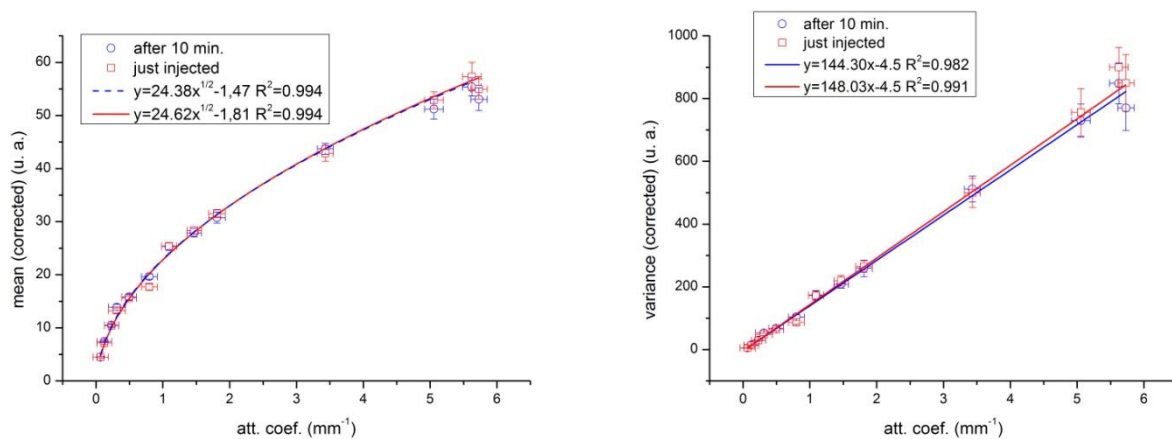 after 10 min.
just injected
y=24.38x^1/2-1,47 R²=0.994
y=24.62x^1/2-1,81 R²=0.994
60
50
40
30
20
10
0
mean (corrected) (u. a.)
0 1 2 3 4 5 6
att. coef. (mm⁻¹)
after 10 min.
just injected
y=144.30x-4.5 R²=0.982
y=148.03x-4.5 R²=0.991
1000
800
600
400
200
0
variance (corrected) (u. a.)
0 1 2 3 4 5 6
att. coef. (mm⁻¹)